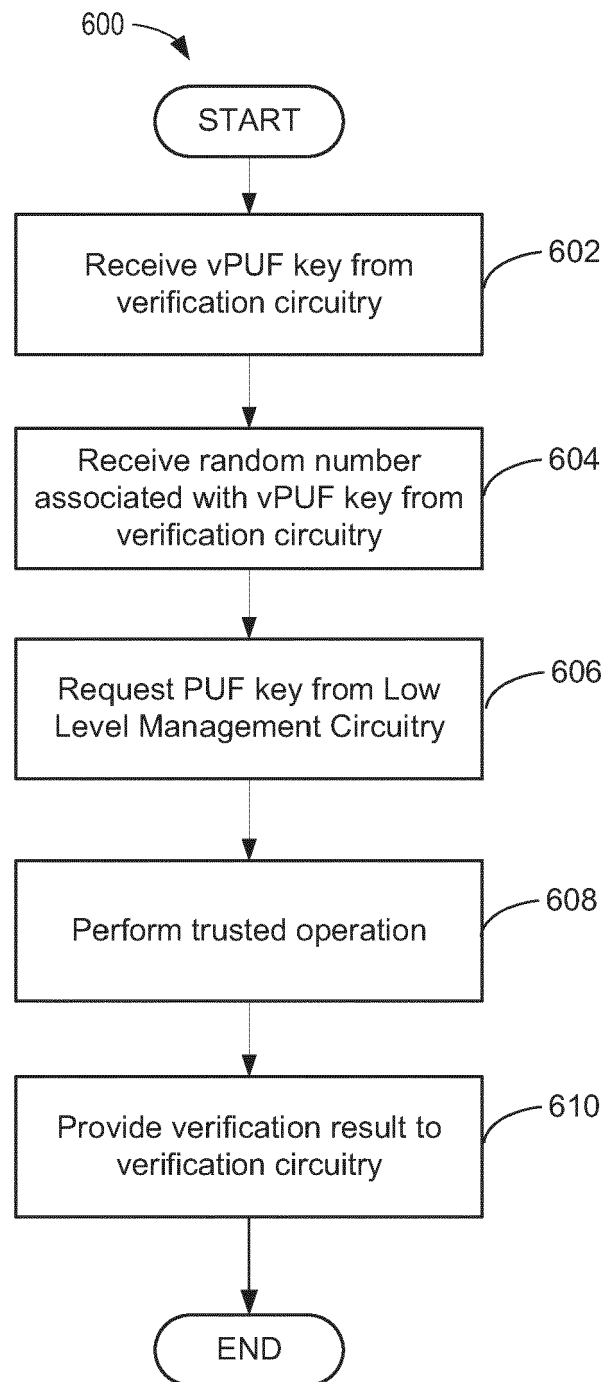 600
START
Receive vPUF key from
verification circuitry
602
Receive random number
associated with vPUF key from
verification circuitry
604
Request PUF key from Low
Level Management Circuitry
606
Perform trusted operation
608
Provide verification result to
verification circuitry
610
END